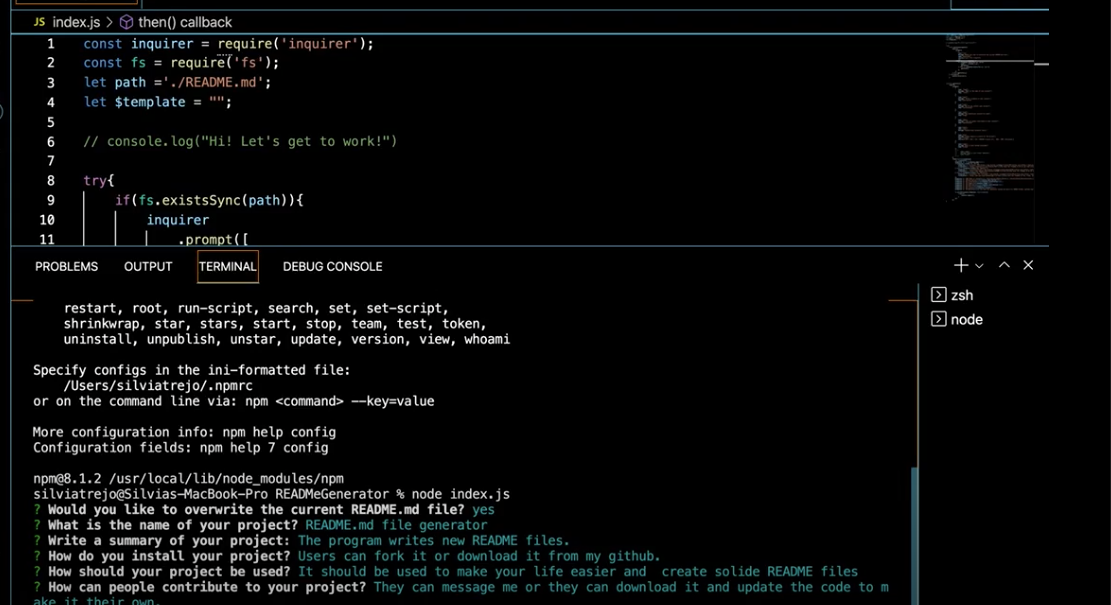 JS index.js > then() callback
1 const inquirer = require('inquirer');
2 const fs = require('fs');
3 let path ='./README.md';
4 let $template = "";
5
6 // console.log("Hi! Let's get to work!")
7
8 try{
9 if(fs.existsSync(path)){
10 inquirer
11 .prompt([
PROBLEMS OUTPUT TERMINAL DEBUG CONSOLE
zsh
node
restart, root, run-script, search, set, set-script,
shrinkwrap, star, stars, start, stop, team, test, token,
uninstall, unpublish, unstar, update, version, view, whoami
Specify configs in the ini-formatted file:
/Users/silviatrejo/.npmrc
or on the command line via: npm <command> --key=value
More configuration info: npm help config
Configuration fields: npm help 7 config
npm@8.1.2 /usr/local/lib/node_modules/npm
silviatrejo@Silvias-MacBook-Pro READMeGenerator % node index.js
? Would you like to overwrite the current README.md file? yes
? What is the name of your project? README.md file generator
? Write a summary of your project: The program writes new README files.
? How do you install your project? Users can fork it or download it from my github.
? How should your project be used? It should be used to make your life easier and  create solide README files
? How can people contribute to your project? They can message me or they can download it and update the code to m
ake it their own.